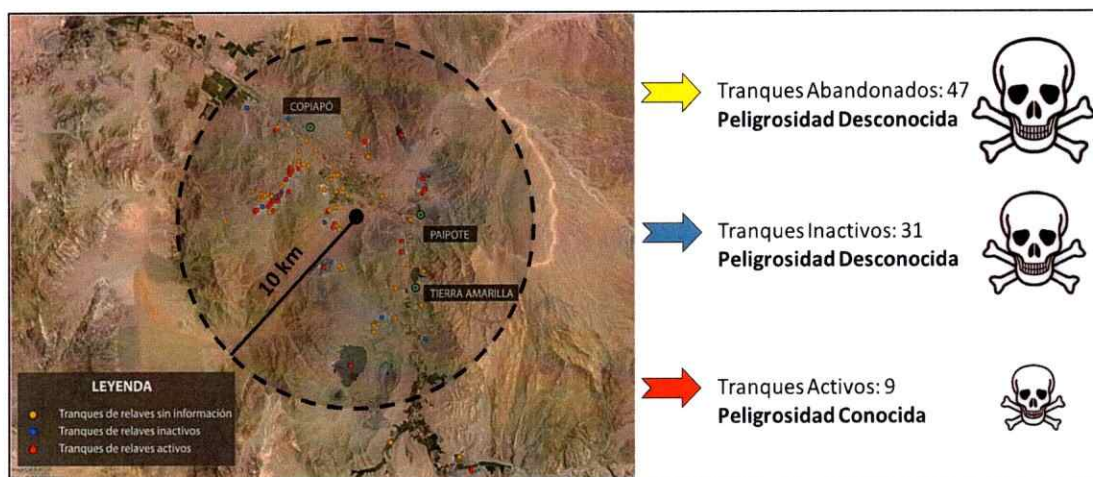 COPIAPÓ
PAIPOTE
TIERRA AMARILLA
10 km
LEYENDA
Tranques de relaves sin información
Tranques de relaves inactivos
Tranques de relaves activos
Tranques Abandonados: 47
Peligrosidad Desconocida
Tranques Inactivos: 31
Peligrosidad Desconocida
Tranques Activos: 9
Peligrosidad Conocida